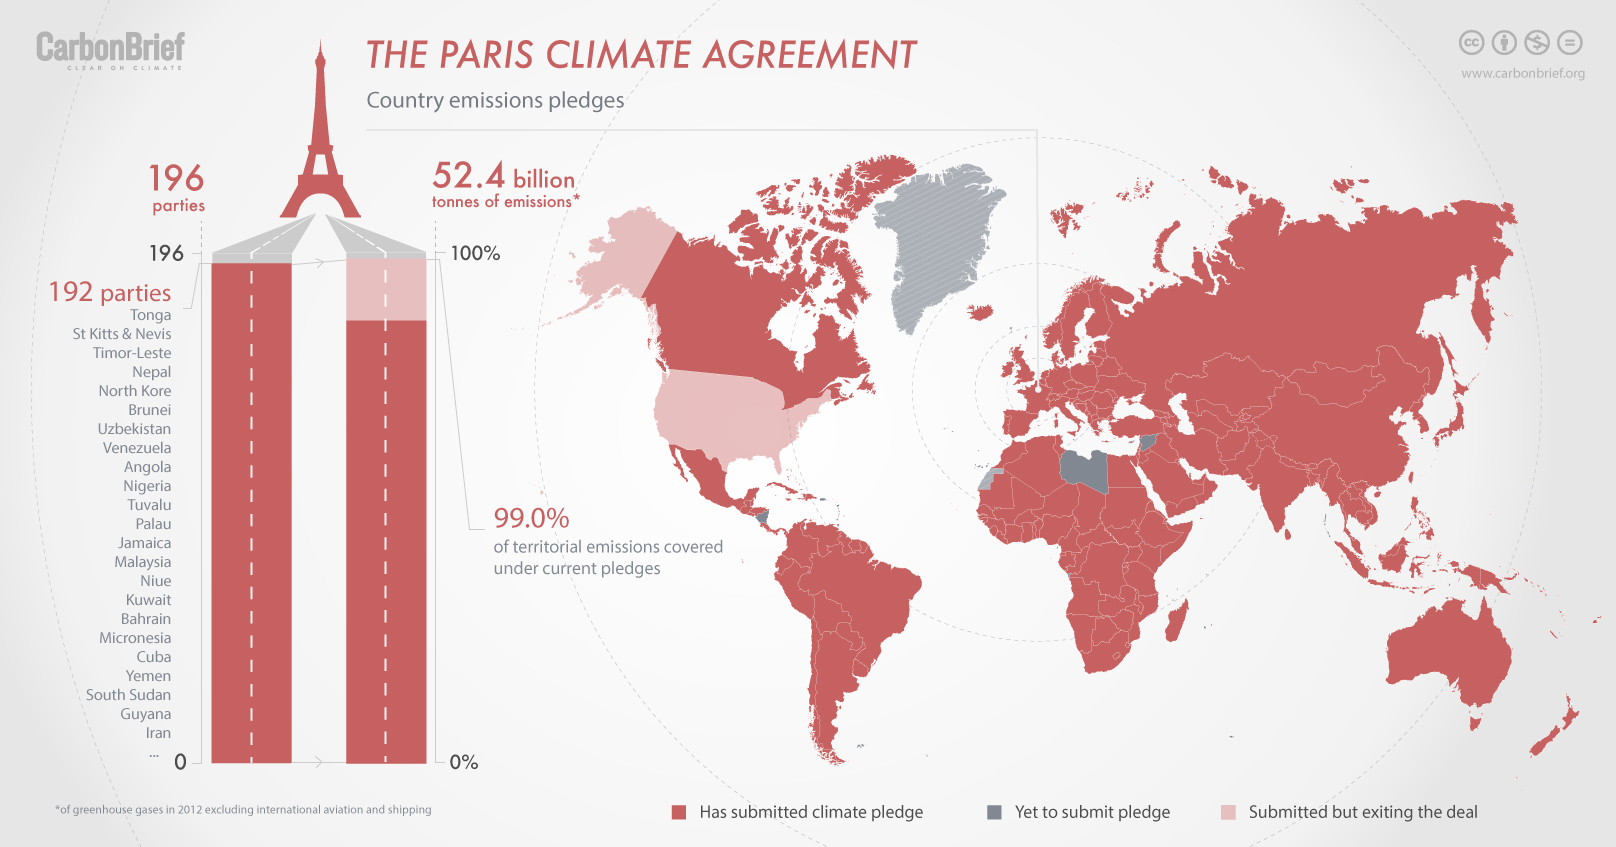 CarbonBrief
CLEAR ON CLIMATE
THE PARIS CLIMATE AGREEMENT
Country emissions pledges
cc
$
=
www.carbonbrief.org
196
parties
52.4 billion
tonnes of emissions*
196
100%
192 parties
Tonga
St Kitts & Nevis
Timor-Leste
Nepal
North Kore
Brunei
Uzbekistan
Venezuela
Angola
Nigeria
Tuvalu
Palau
Jamaica
Malaysia
Niue
Kuwait
Bahrain
Micronesia
Cuba
Yemen
South Sudan
Guyana
Iran
...
0
0%
99.0%
of territorial emissions covered
under current pledges
*of greenhouse gases in 2012 excluding international aviation and shipping
Has submitted climate pledge
Yet to submit pledge
Submitted but exiting the deal